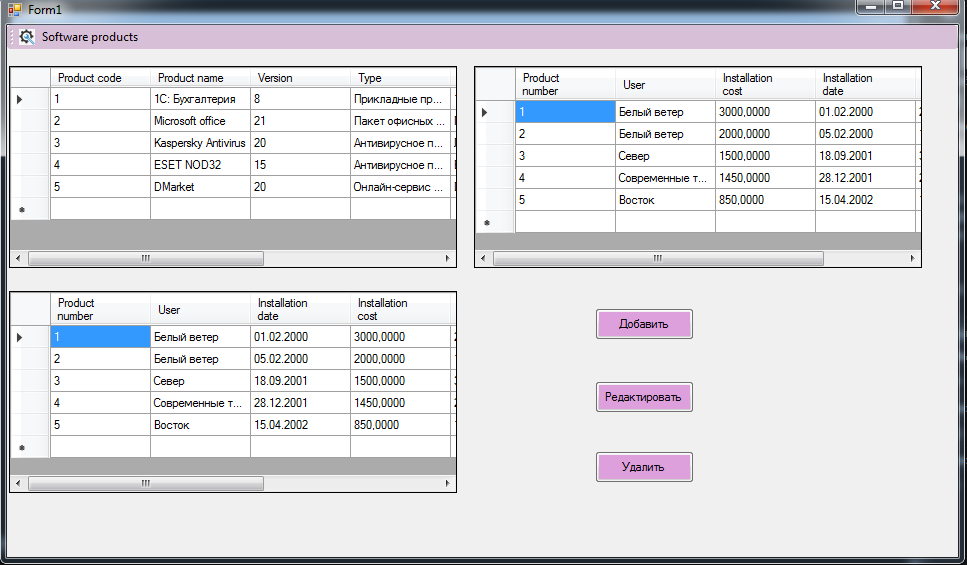 Form1
Software products
Product code Product name Version Type
1 1С: Бухгалтерия 8 Прикладные пр...
2 Microsoft office 21 Пакет офисных ...
3 Kaspersky Antivirus 20 Антивирусное п...
4 ESET NOD32 15 Антивирусное п...
5 DMarket 20 Онлайн-сервис ...
Product number User Installation cost Installation date
1 Белый ветер 3000,0000 01.02.2000
2 Белый ветер 2000,0000 05.02.2000
3 Север 1500,0000 18.09.2001
4 Современные т... 1450,0000 28.12.2001
5 Восток 850,0000 15.04.2002
Product number User Installation date Installation cost
1 Белый ветер 01.02.2000 3000,0000
2 Белый ветер 05.02.2000 2000,0000
3 Север 18.09.2001 1500,0000
4 Современные т... 28.12.2001 1450,0000
5 Восток 15.04.2002 850,0000
Добавить
Редактировать
Удалить